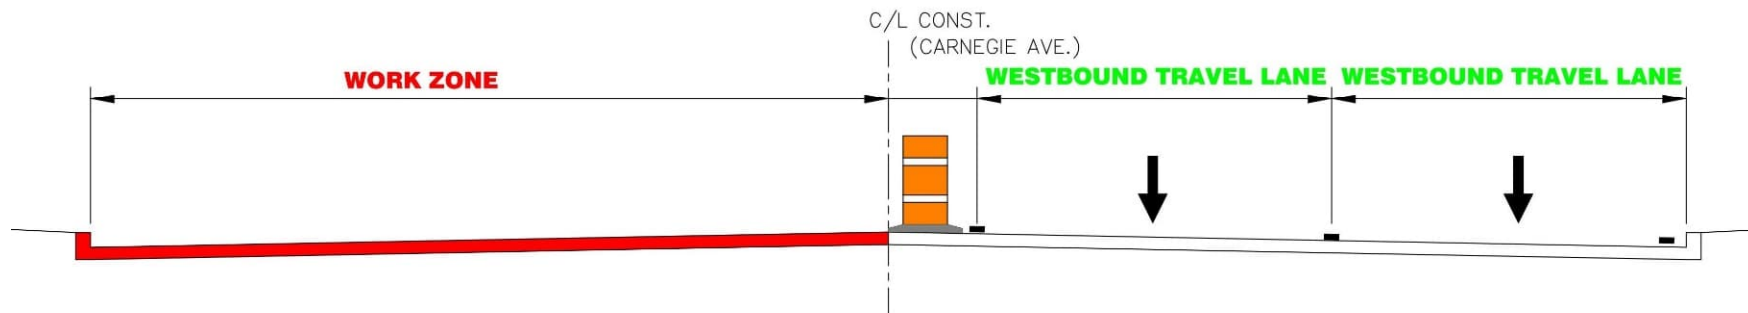 C/L CONST.
(CARNEGIE AVE.)
WORK ZONE
WESTBOUND TRAVEL LANE
WESTBOUND TRAVEL LANE